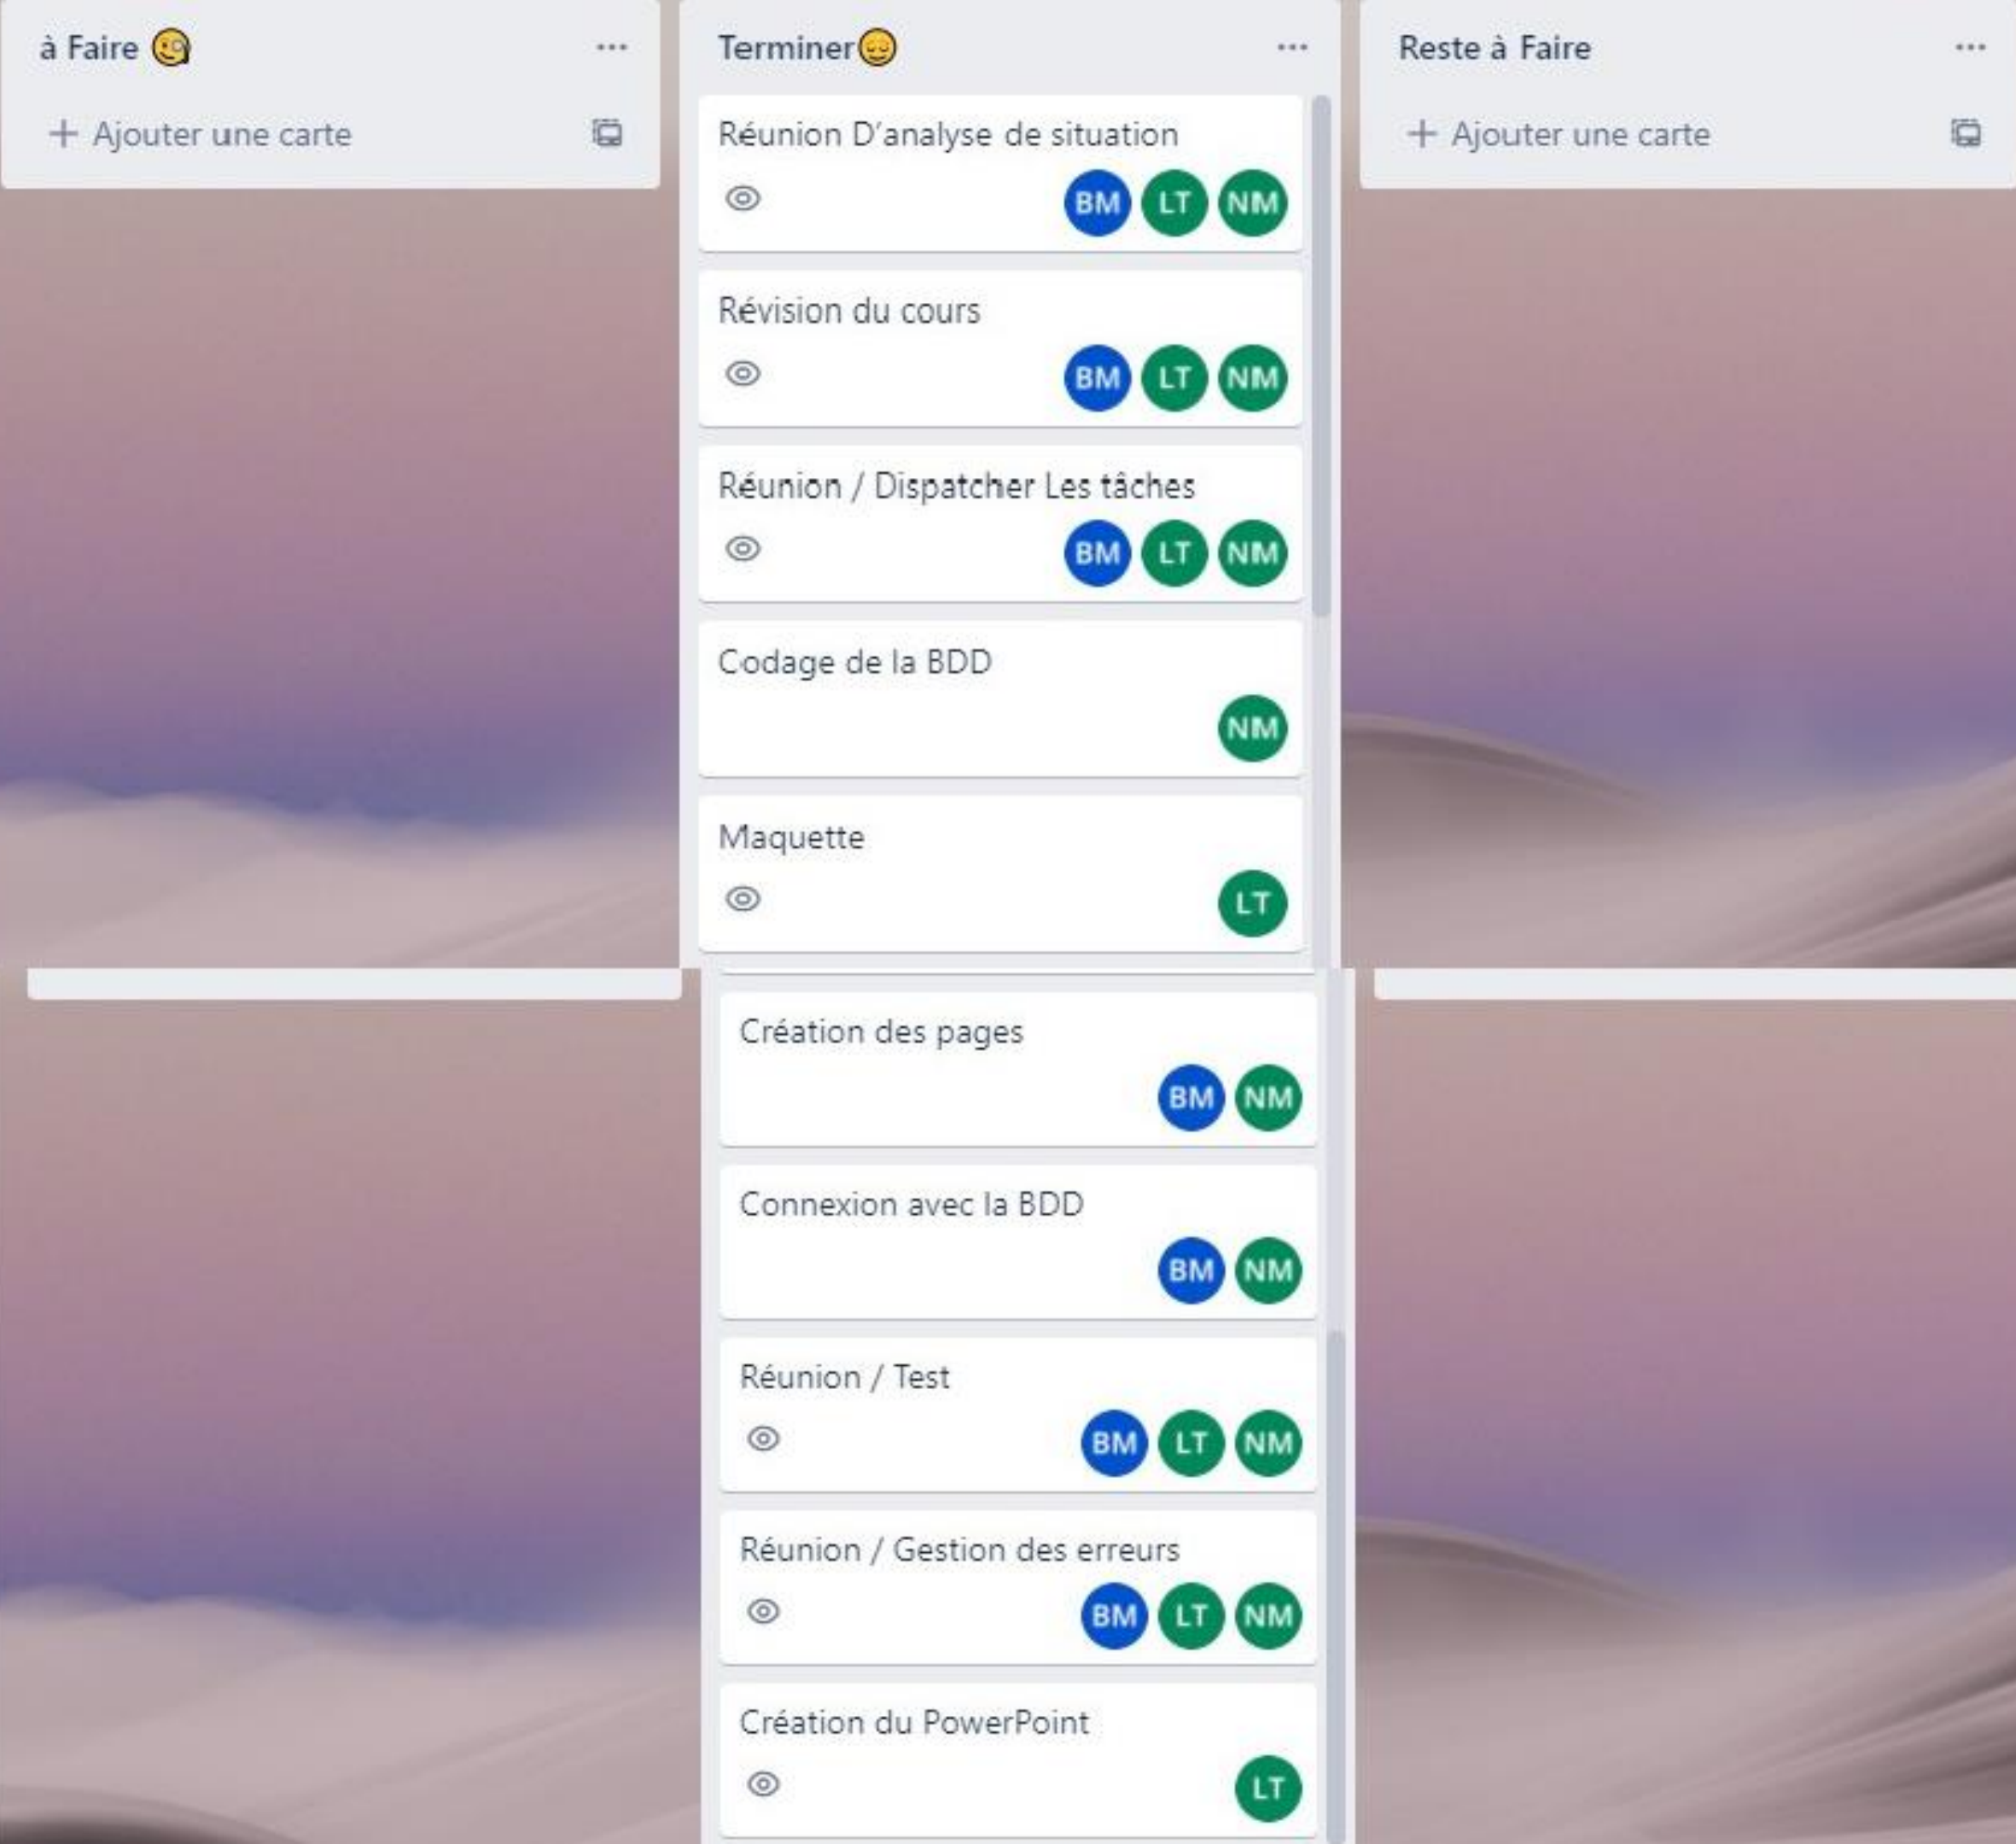 à Faire 🧐
+ Ajouter une carte
Terminer😌
Réunion D'analyse de situation
BM LT NM
Révision du cours
BM LT NM
Réunion / Dispatcher Les tâches
BM LT NM
Codage de la BDD
NM
Maquette
LT
Création des pages
BM NM
Connexion avec la BDD
BM NM
Réunion / Test
BM LT NM
Réunion / Gestion des erreurs
BM LT NM
Création du PowerPoint
LT
Reste à Faire
+ Ajouter une carte